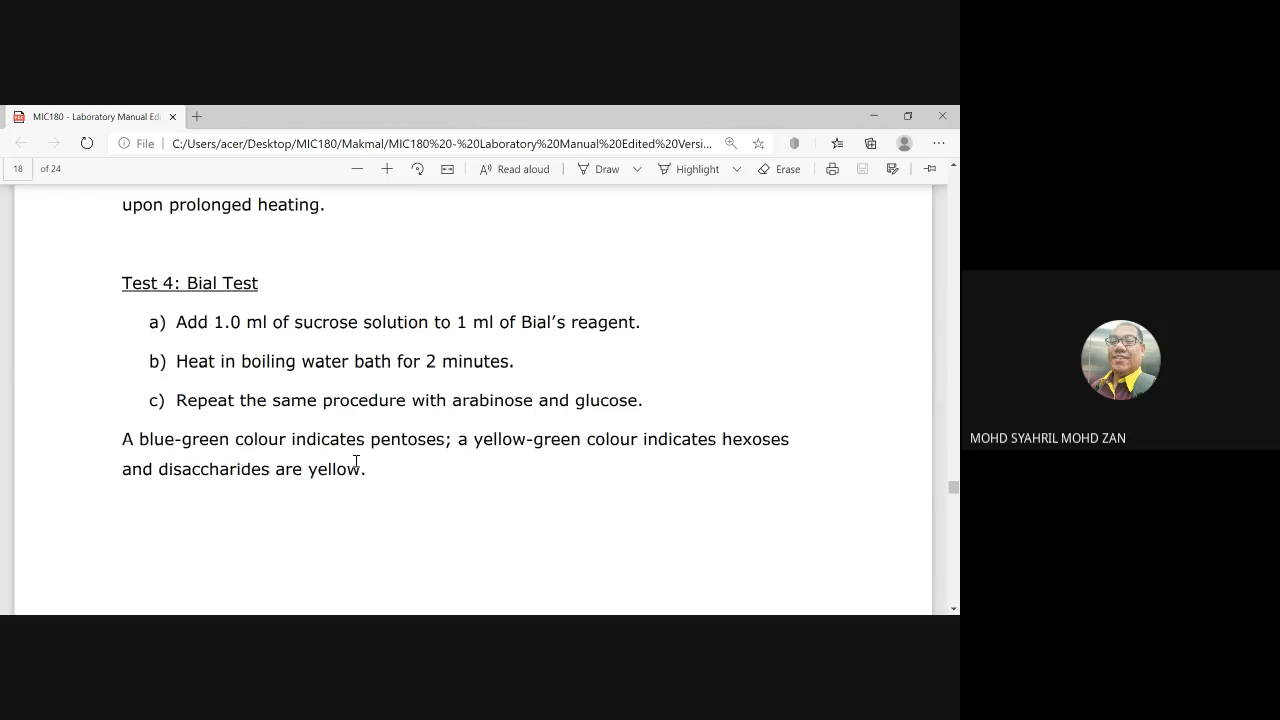 MIC180 - Laboratory Manual Edi
File C:/Users/acer/Desktop/MIC180/Makmal/MIC180%20-%20Laboratory%20Manual%20Edited%20Versi...
18 of 24 Read aloud Draw Highlight Erase
upon prolonged heating.
Test 4: Bial Test
a) Add 1.0 ml of sucrose solution to 1 ml of Bial’s reagent.
b) Heat in boiling water bath for 2 minutes.
c) Repeat the same procedure with arabinose and glucose.
A blue-green colour indicates pentoses; a yellow-green colour indicates hexoses
and disaccharides are yellow.
MOHD SYAHRIL MOHD ZAN